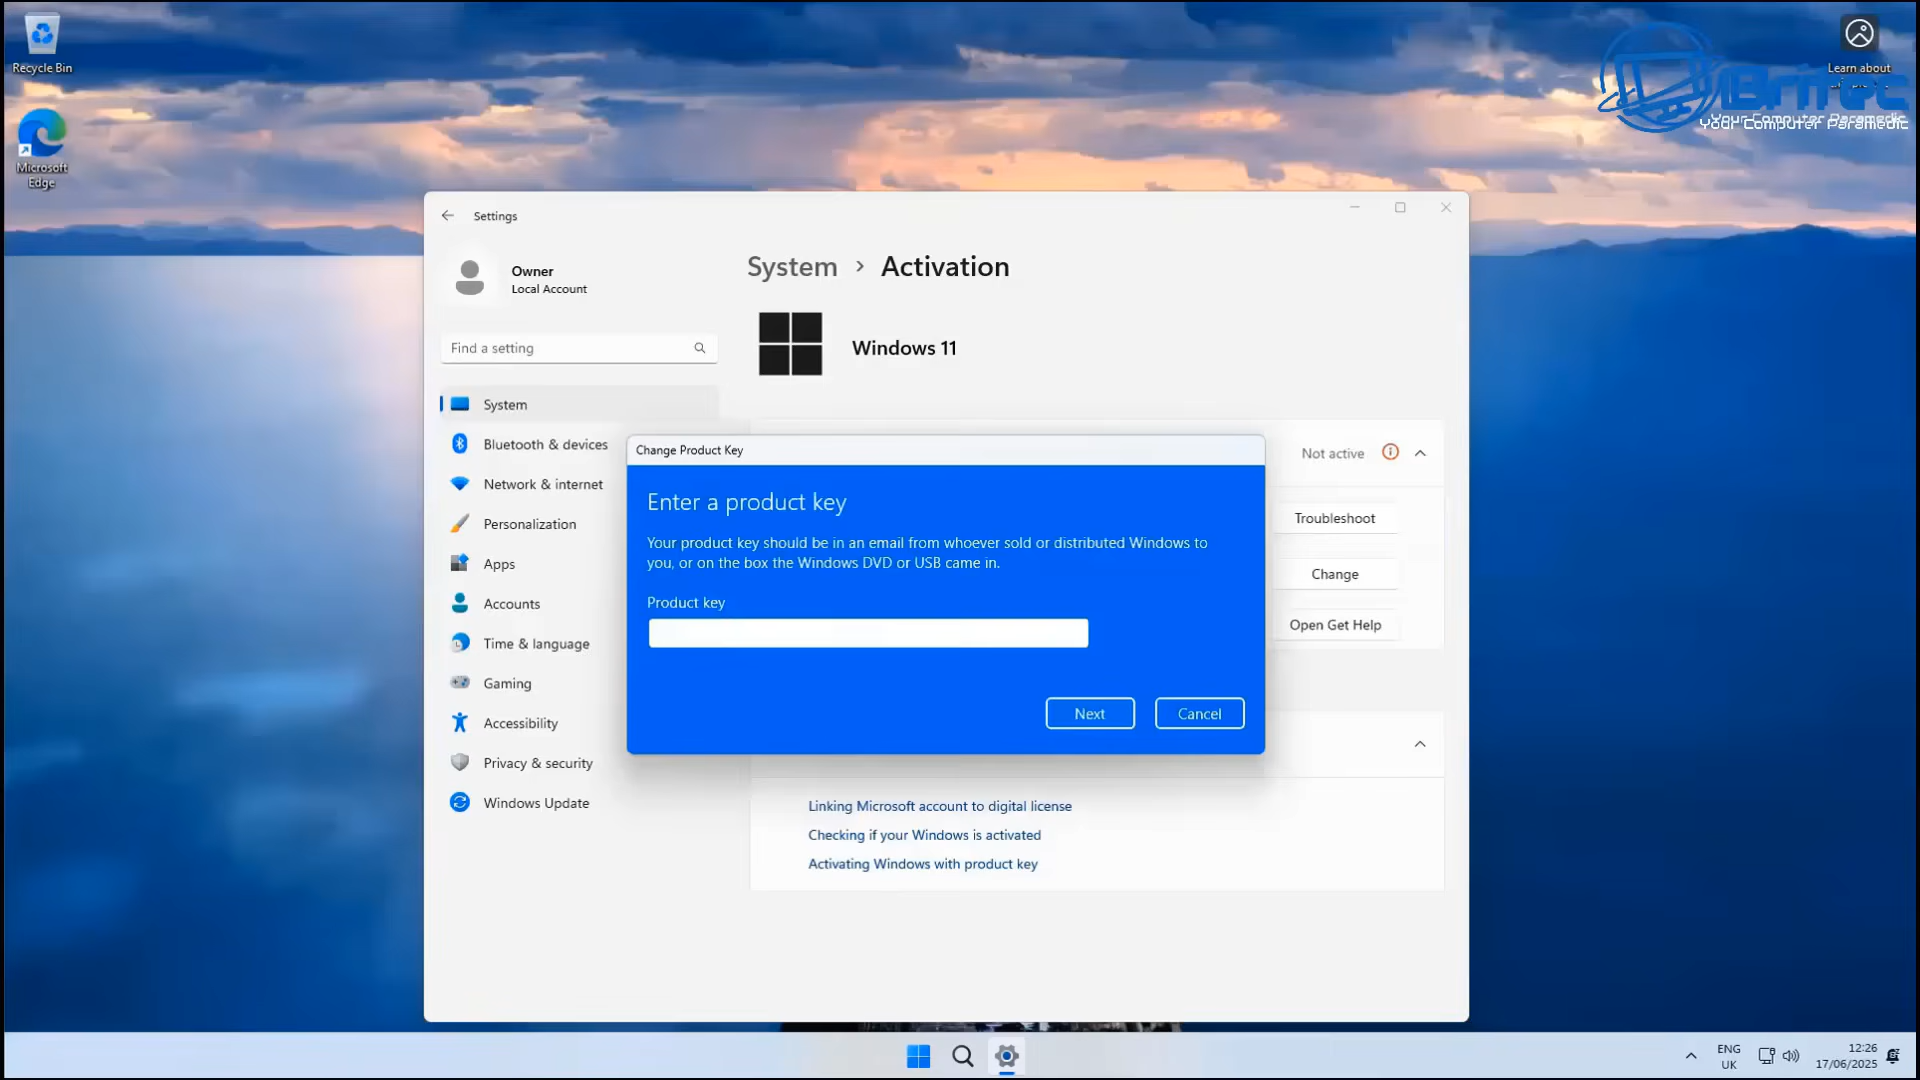 Recycle Bin
Microsoft
Edge
Learn about
Britec
Your Computer Paramedic
Settings
Owner
Local Account
Find a setting
System
Bluetooth & devices
Network & internet
Personalization
Apps
Accounts
Time & language
Gaming
Accessibility
Privacy & security
Windows Update
System > Activation
Windows 11
Not active
Troubleshoot
Change
Open Get Help
Change Product Key
Enter a product key
Your product key should be in an email from whoever sold or distributed Windows to
you, or on the box the Windows DVD or USB came in.
Product key
Next
Cancel
Linking Microsoft account to digital license
Checking if your Windows is activated
Activating Windows with product key
ENG
UK
12:26
17/06/2025